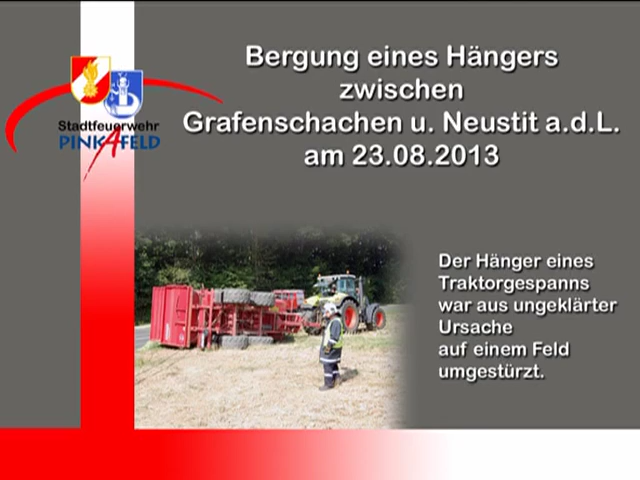 Bergung eines Hängers
zwischen
Grafenschachen u. Neustit a.d.L.
am 23.08.2013
Stadtfeuerwehr
PINKAFELD
Der Hänger eines
Traktorgespanns
war aus ungeklärter
Ursache
auf einem Feld
umgestürzt.